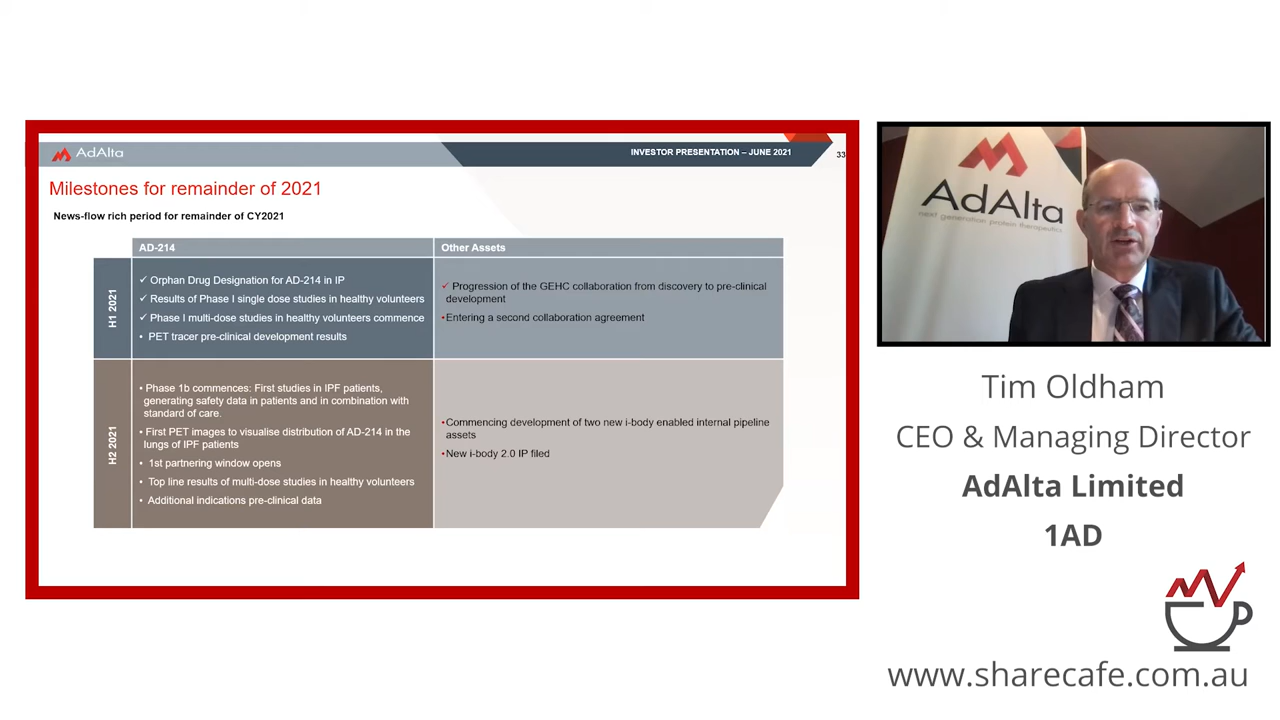 AdAlta
INVESTOR PRESENTATION – JUNE 2021
33
Milestones for remainder of 2021
News-flow rich period for remainder of CY2021
AD-214
Other Assets
H1 2021
✓ Orphan Drug Designation for AD-214 in IP
✓ Results of Phase I single dose studies in healthy volunteers
✓ Phase I multi-dose studies in healthy volunteers commence
• PET tracer pre-clinical development results
✓ Progression of the GEHC collaboration from discovery to pre-clinical
development
• Entering a second collaboration agreement
H2 2021
• Phase 1b commences: First studies in IPF patients,
generating safety data in patients and in combination with
standard of care.
• First PET images to visualise distribution of AD-214 in the
lungs of IPF patients
• 1st partnering window opens
• Top line results of multi-dose studies in healthy volunteers
• Additional indications pre-clinical data
• Commencing development of two new i-body enabled internal pipeline
assets
• New i-body 2.0 IP filed
AdAlta
next generation protein therapeutics
Tim Oldham
CEO & Managing Director
AdAlta Limited
1AD
www.sharecafe.com.au